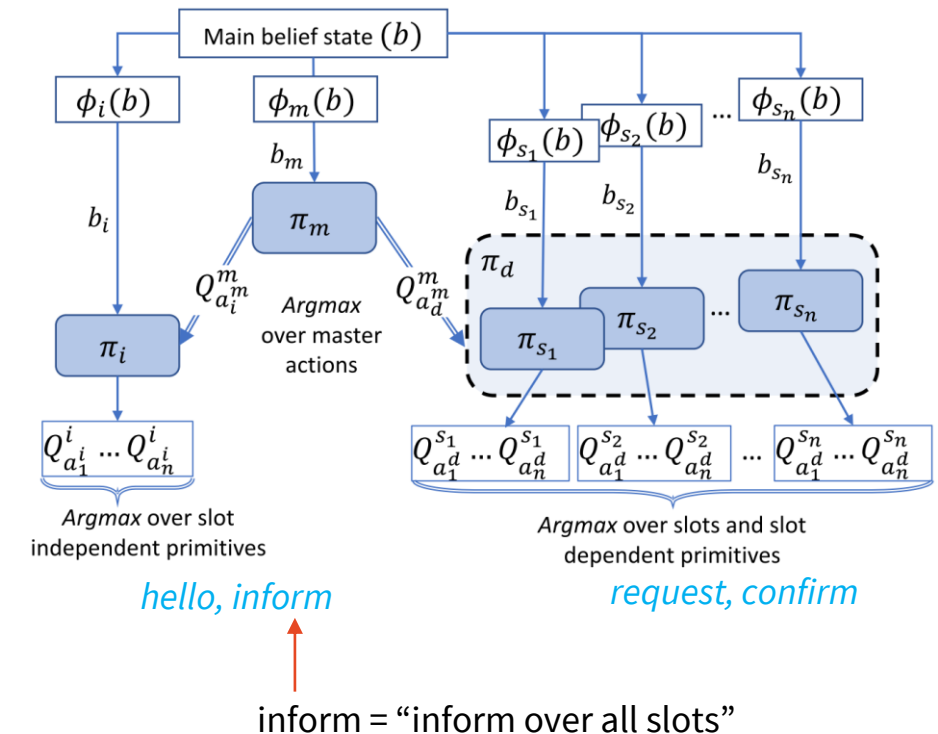 Main belief state (b)
ϕ_i(b)
ϕ_m(b)
ϕ_{s_1}(b)
ϕ_{s_2}(b)
...
ϕ_{s_n}(b)
b_m
b_i
b_{s_1}
b_{s_2}
b_{s_n}
π_m
Q^m_{a^m_i}
Argmax
over master
actions
Q^m_{a^m_d}
π_d
π_i
π_{s_1}
π_{s_2}
...
π_{s_n}
Q^i_{a^i_1} ... Q^i_{a^i_n}
Q^{s_1}_{a^d_1} ... Q^{s_1}_{a^d_n}
Q^{s_2}_{a^d_1} ... Q^{s_2}_{a^d_n}
...
Q^{s_n}_{a^d_1} ... Q^{s_n}_{a^d_n}
Argmax over slot
independent primitives
Argmax over slots and slot
dependent primitives
hello, inform
request, confirm
inform = “inform over all slots”